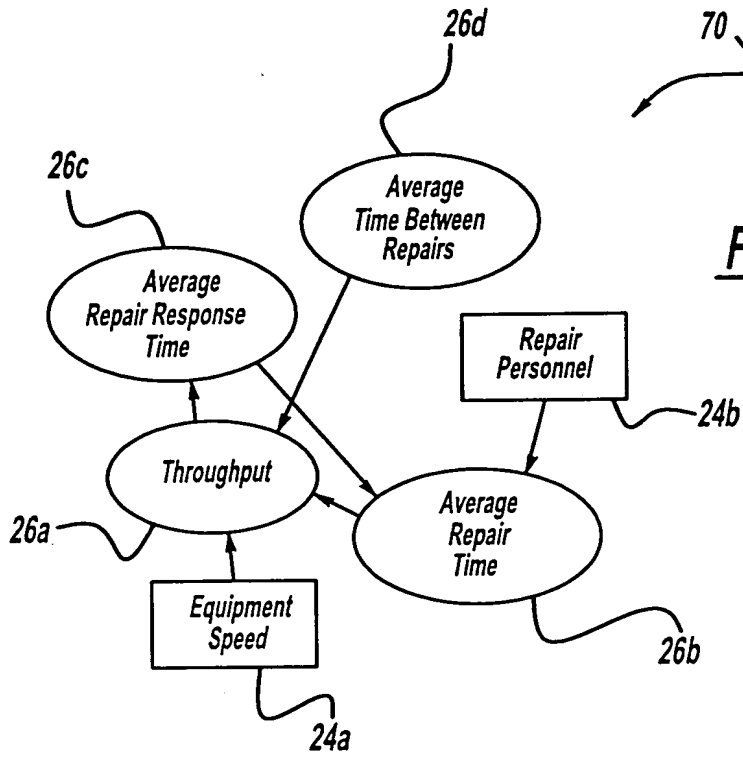 26d
70
26c
Average
Time Between
Repairs
Average
Repair Response
Time
F
Repair
Personnel
24b
Throughput
Average
Repair
Time
26a
Equipment
Speed
26b
24a